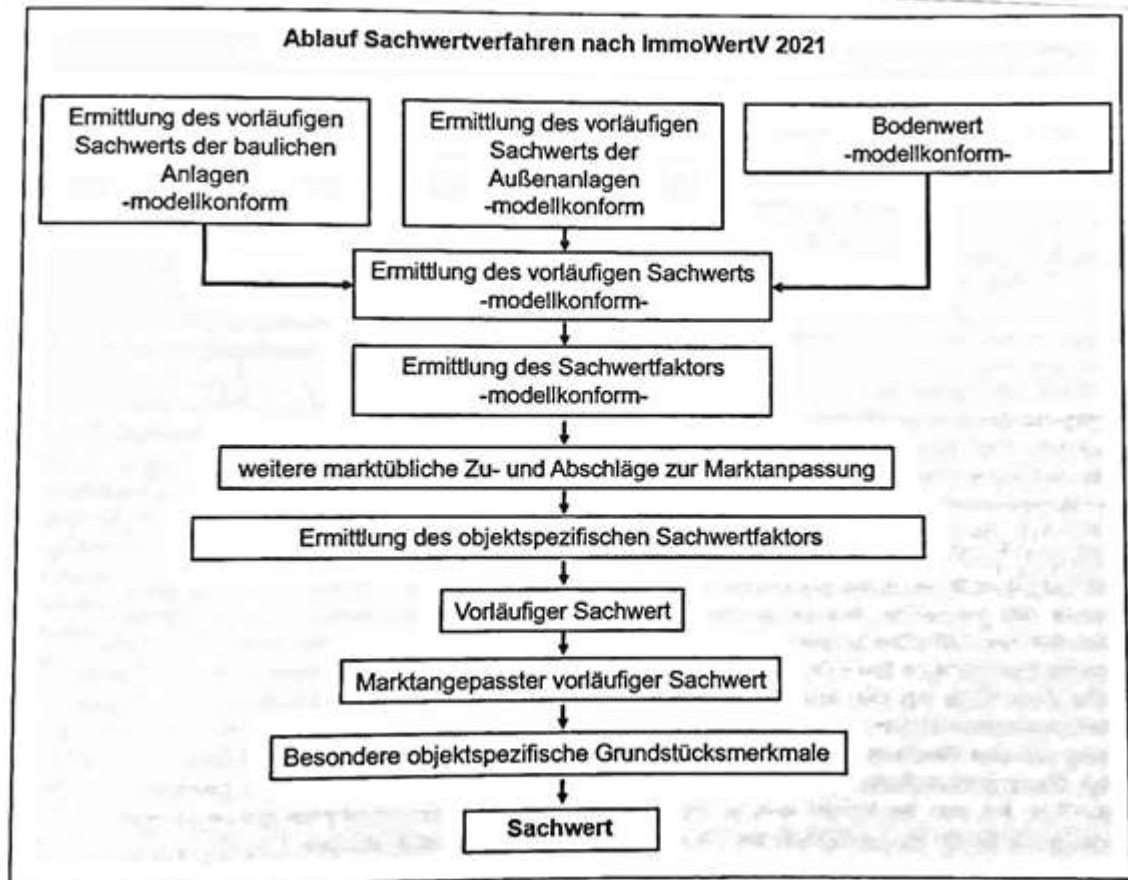 Ablauf Sachwertverfahren nach ImmoWertV 2021
Ermittlung des vorläufigen
Sachwerts der baulichen
Anlagen
-modellkonform
Ermittlung des vorläufigen
Sachwerts der
Außenanlagen
-modellkonform
Bodenwert
-modellkonform-
Ermittlung des vorläufigen Sachwerts
-modellkonform-
Ermittlung des Sachwertfaktors
-modellkonform-
weitere marktübliche Zu- und Abschläge zur Marktanpassung
Ermittlung des objektspezifischen Sachwertfaktors
Vorläufiger Sachwert
Marktangepasster vorläufiger Sachwert
Besondere objektspezifische Grundstücksmerkmale
Sachwert